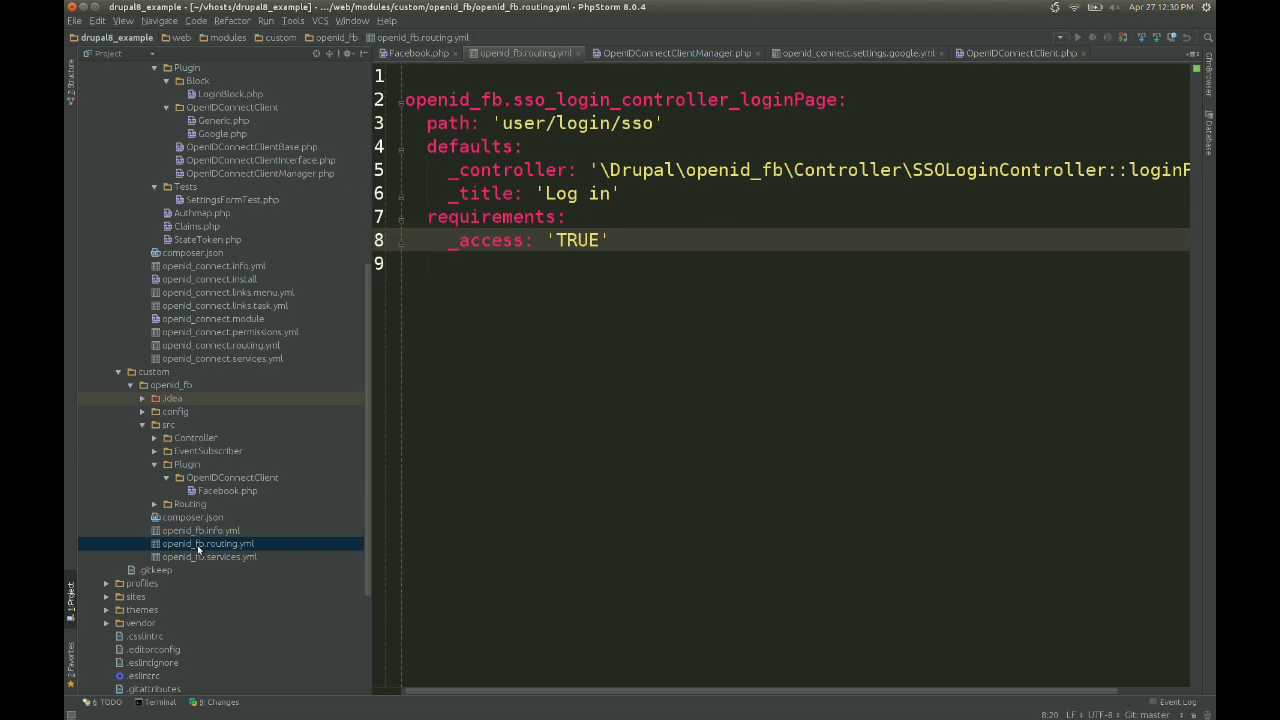 drupal8_example - [~/vhosts/drupal8_example] - .../web/modules/custom/openid_fb/openid_fb.routing.yml - PhpStorm 8.0.4
Apr 27 12:30 PM
File Edit View Navigate Code Refactor Run Tools VCS Window Help
drupal8_example web modules custom openid_fb openid_fb.routing.yml
Project
Facebook.php openid_fb.routing.yml OpenIDConnectClientManager.php openid_connect.settings.google.yml OpenIDConnectClient.php
Plugin
Block
LoginBlock.php
OpenIDConnectClient
Generic.php
Google.php
OpenIDConnectClientBase.php
OpenIDConnectClientInterface.php
OpenIDConnectClientManager.php
Tests
SettingsFormTest.php
Authmap.php
Claims.php
StateToken.php
composer.json
openid_connect.info.yml
openid_connect.install
openid_connect.links.menu.yml
openid_connect.links.task.yml
openid_connect.module
openid_connect.permissions.yml
openid_connect.routing.yml
openid_connect.services.yml
custom
openid_fb
.idea
config
src
Controller
EventSubscriber
Plugin
OpenIDConnectClient
Facebook.php
Routing
composer.json
openid_fb.info.yml
openid_fb.routing.yml
openid_fb.services.yml
.gitkeep
profiles
sites
themes
vendor
.csslintrc
.editorconfig
.eslintignore
.eslintrc
.gitattributes
1
2 openid_fb.sso_login_controller_loginPage:
3 path: 'user/login/sso'
4 defaults:
5 _controller: '\Drupal\openid_fb\Controller\SSOLoginController::loginP
6 _title: 'Log in'
7 requirements:
8 _access: 'TRUE'
9
Z: Structure
1: Project
2: Favorites
CfmBrowser
Database
6: TODO Terminal 9: Changes
Event Log
8:20 LF UTF-8 Git: master